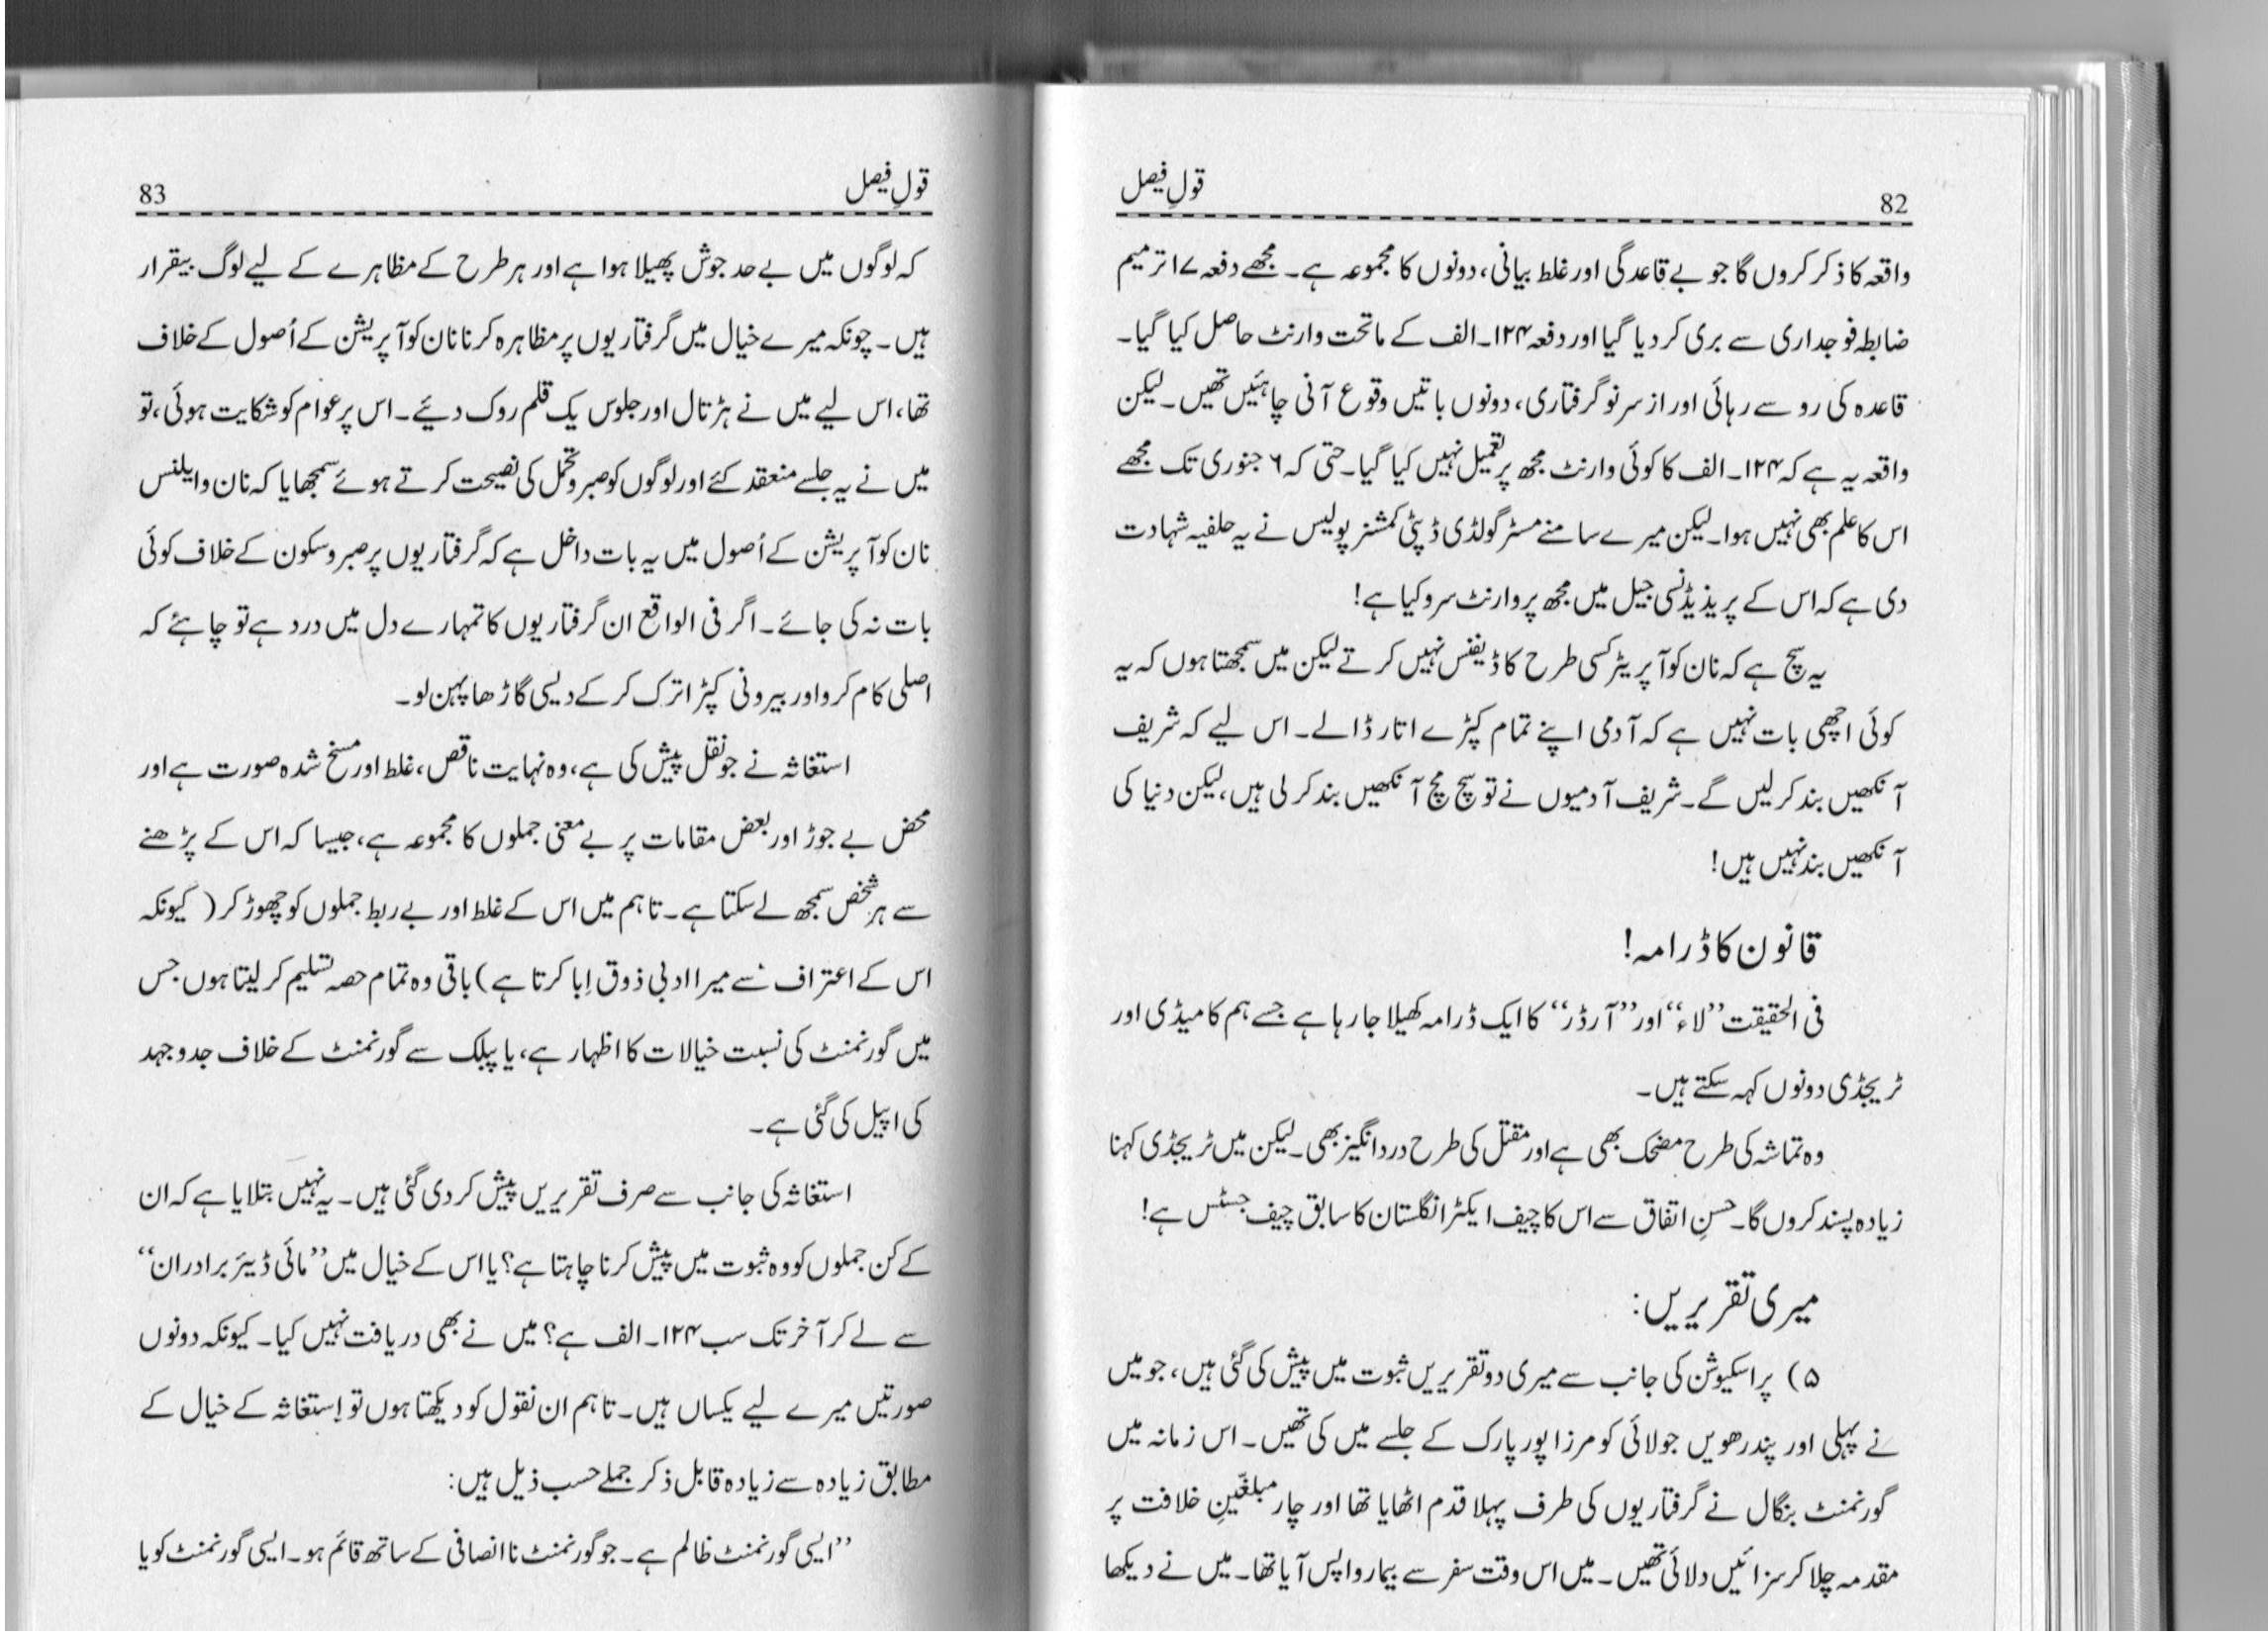 82
قولِ فیصل
واقعہ کا ذکر کروں گا جو بے قاعدگی اور غلط بیانی، دونوں کا مجموعہ ہے۔ مجھے دفعہ ۱۷ ترمیم
ضابطہ فوجداری سے بری کر دیا گیا اور دفعہ ۱۲۴۔ الف کے ماتحت وارنٹ حاصل کیا گیا۔
قاعدہ کی رو سے رہائی اور از سرنو گرفتاری، دونوں باتیں وقوع آنی چاہئیں تھیں۔ لیکن
واقعہ یہ ہے کہ ۱۲۴۔ الف کا کوئی وارنٹ مجھ پر تعمیل نہیں کیا گیا۔ حتی کہ ۶ جنوری تک مجھے
اس کا علم بھی نہیں ہوا۔ لیکن میرے سامنے مسٹر گولڈی ڈپٹی کمشنر پولیس نے یہ حلفیہ شہادت
دی ہے کہ اس کے پریذیڈنسی جیل میں مجھ پر وارنٹ سرو کیا ہے!
یہ سچ ہے کہ نان کوآپریٹر کسی طرح کا ڈیفنس نہیں کرتے لیکن میں سمجھتا ہوں کہ یہ
کوئی اچھی بات نہیں ہے کہ آدمی اپنے تمام کپڑے اتار ڈالے۔ اس لیے کہ شریف
آنکھیں بند کر لیں گے۔ شریف آدمیوں نے تو سچ مچ آنکھیں بند کر لی ہیں، لیکن دنیا کی
آنکھیں بند نہیں ہیں!
قانون کا ڈرامہ!
فی الحقیقت ”لاء“ اور ”آرڈر“ کا ایک ڈرامہ کھیلا جا رہا ہے جسے ہم کامیڈی اور
ٹریجڈی دونوں کہہ سکتے ہیں۔
وہ تماشہ کی طرح مضحک بھی ہے اور مقتل کی طرح درد انگیز بھی۔ لیکن میں ٹریجڈی کہنا
زیادہ پسند کروں گا۔ حسنِ اتفاق سے اس کا چیف ایکٹر انگلستان کا سابق چیف جسٹس ہے!
میری تقریریں:
۵) پراسکیوشن کی جانب سے میری دو تقریریں ثبوت میں پیش کی گئی ہیں، جو میں
نے پہلی اور پندرھویں جولائی کو مرزا پور پارک کے جلسے میں کی تھیں۔ اس زمانہ میں
گورنمنٹ بنگال نے گرفتاریوں کی طرف پہلا قدم اٹھایا تھا اور چار مبلغّینِ خلافت پر
مقدمہ چلا کر سزائیں دلائی تھیں۔ میں اس وقت سفر سے بیمار واپس آیا تھا۔ میں نے دیکھا
قولِ فیصل
83
کہ لوگوں میں بے حد جوش پھیلا ہوا ہے اور ہر طرح کے مظاہرے کے لیے لوگ بیقرار
ہیں۔ چونکہ میرے خیال میں گرفتاریوں پر مظاہرہ کرنا نان کوآپریشن کے اُصول کے خلاف
تھا، اس لیے میں نے ہڑتال اور جلوس یک قلم روک دئیے۔ اس پر عوام کو شکایت ہوئی، تو
میں نے یہ جلسے منعقد کئے اور لوگوں کو صبر و تحمل کی نصیحت کرتے ہوئے سمجھایا کہ نان وایلنس
نان کوآپریشن کے اُصول میں یہ بات داخل ہے کہ گرفتاریوں پر صبر و سکون کے خلاف کوئی
بات نہ کی جائے۔ اگر فی الواقع ان گرفتاریوں کا تمہارے دل میں درد ہے تو چاہئے کہ
اصلی کام کرو اور بیرونی کپڑا ترک کر کے دیسی گاڑھا پہن لو۔
استغاثہ نے جو نقل پیش کی ہے، وہ نہایت ناقص، غلط اور مسخ شدہ صورت ہے اور
محض بے جوڑ اور بعض مقامات پر بے معنی جملوں کا مجموعہ ہے، جیسا کہ اس کے پڑھنے
سے ہر شخص سمجھ لے سکتا ہے۔ تاہم میں اس کے غلط اور بے ربط جملوں کو چھوڑ کر (کیونکہ
اس کے اعتراف سے میرا ادبی ذوق اِبا کرتا ہے) باقی وہ تمام حصہ تسلیم کر لیتا ہوں جس
میں گورنمنٹ کی نسبت خیالات کا اظہار ہے، یا پبلک سے گورنمنٹ کے خلاف جدوجہد
کی اپیل کی گئی ہے۔
استغاثہ کی جانب سے صرف تقریریں پیش کر دی گئی ہیں۔ یہ نہیں بتلایا ہے کہ ان
کے کن جملوں کو وہ ثبوت میں پیش کرنا چاہتا ہے؟ یا اس کے خیال میں ”مائی ڈیئر برادران“
سے لے کر آخر تک سب ۱۲۴۔ الف ہے؟ میں نے بھی دریافت نہیں کیا۔ کیونکہ دونوں
صورتیں میرے لیے یکساں ہیں۔ تاہم ان نقول کو دیکھتا ہوں تو اِستغاثہ کے خیال کے
مطابق زیادہ سے زیادہ قابل ذکر جملے حسب ذیل ہیں:
”ایسی گورنمنٹ ظالم ہے۔ جو گورنمنٹ ناانصافی کے ساتھ قائم ہو۔ ایسی گورنمنٹ کو یا